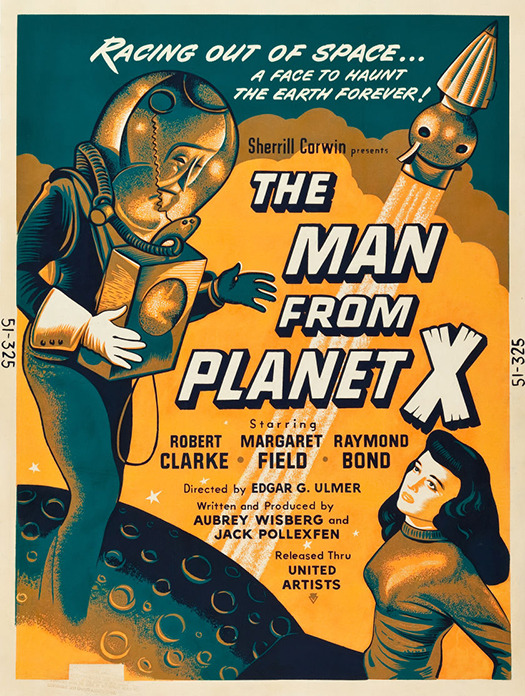 RACING OUT OF SPACE...
A FACE TO HAUNT
THE EARTH FOREVER!
Sherrill Corwin presents
THE
MAN
FROM
PLANET X
51-325
51-325
Starring
ROBERT MARGARET RAYMOND
CLARKE • FIELD • BOND
Directed by EDGAR G. ULMER
Written and Produced by
AUBREY WISBERG and
JACK POLLEXFEN
Released Thru
UNITED
ARTISTS